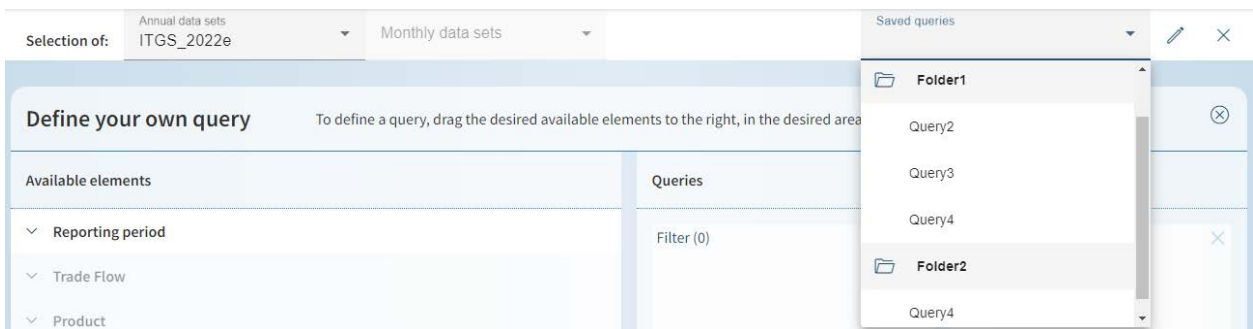 Selection of:
Annual data sets
ITGS_2022e
Monthly data sets
Saved queries
Define your own query
To define a query, drag the desired available elements to the right, in the desired area
Available elements
Reporting period
Trade Flow
Product
Queries
Filter (0)
Folder1
Query2
Query3
Query4
Folder2
Query4